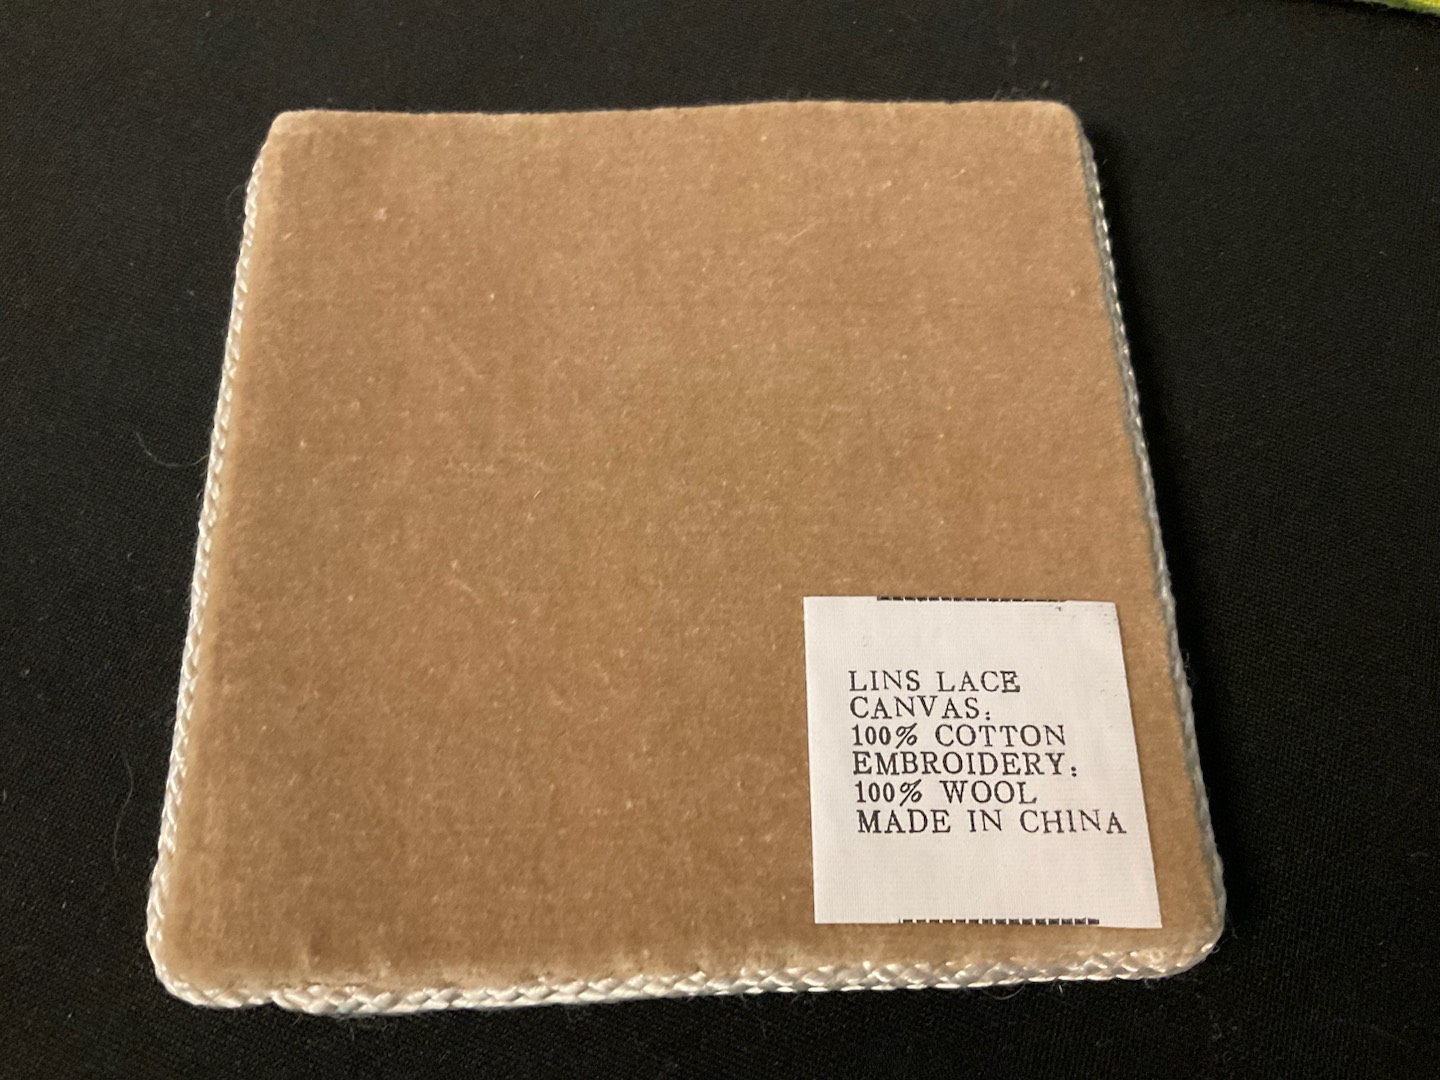 LINS LACE
CANVAS:
100% COTTON
EMBROIDERY:
100% WOOL
MADE IN CHINA